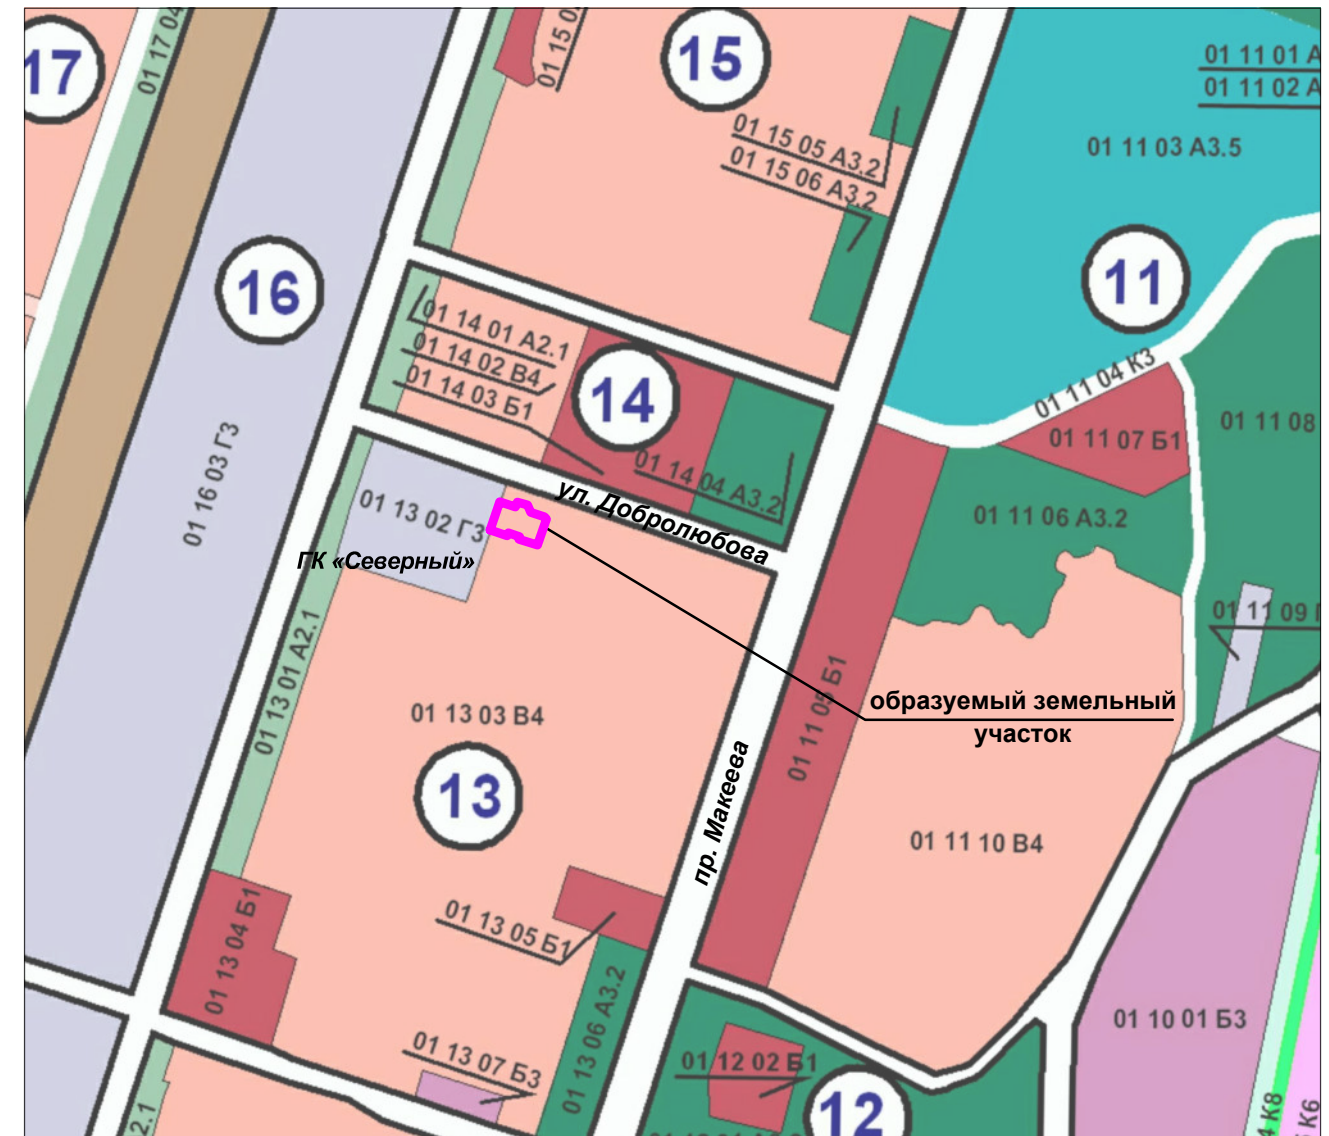 17
01 17 04
01 15 0
15
01 11 01 А
01 11 02 А
01 11 03 А3.5
01 15 05 А3.2
01 15 06 А3.2
16
11
01 14 01 А2.1
01 14 02 В4
01 14 03 Б1
14
01 14 04 А3.2
01 11 04 К3
01 11 07 Б1
01 11 08
01 16 03 Г3
01 13 02 Г3
ул. Добролюбова
01 11 06 А3.2
ГК «Северный»
01 11 09 Г
01 13 01 А2.1
01 11 05 Б1
образуемый земельный
участок
01 13 03 В4
13
пр. Макеева
01 11 10 В4
01 13 04 Б1
01 13 05 Б1
01 13 06 А3.2
01 10 01 Б3
01 13 07 Б3
01 12 02 Б1
12
2.1
4 К8
К6